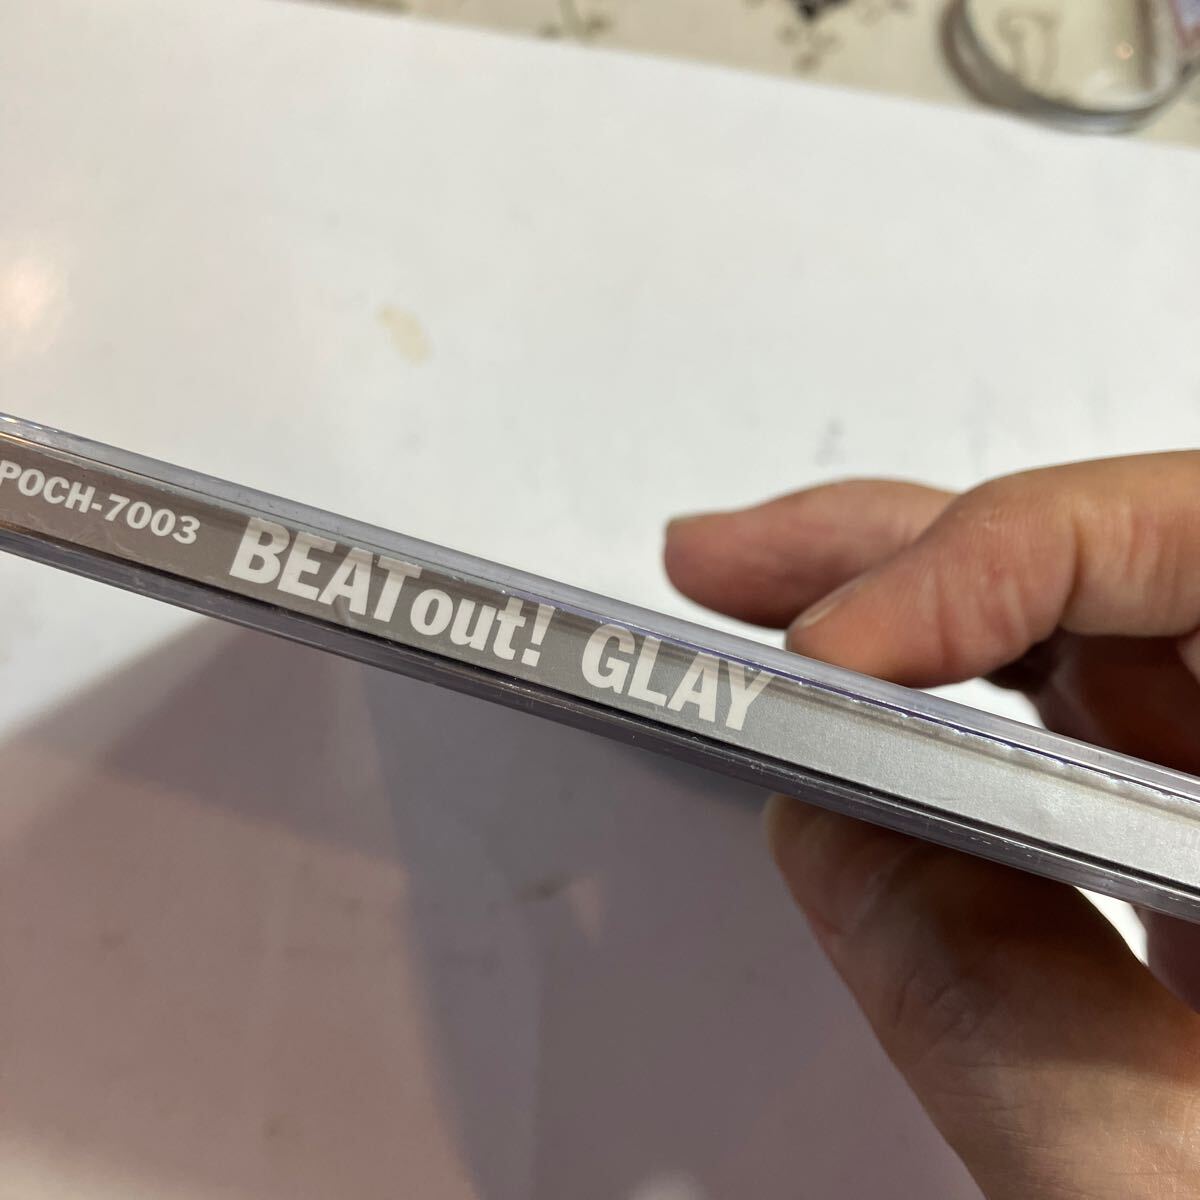 POCH-7003 BEAT out! GLAY